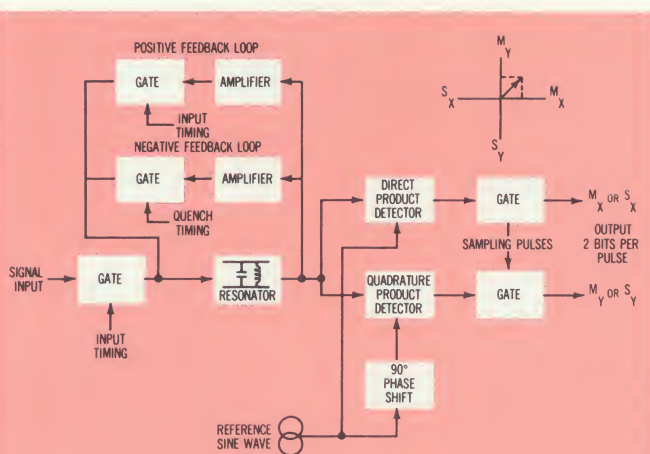 POSITIVE FEEDBACK LOOP
GATE
AMPLIFIER
INPUT
TIMING
NEGATIVE FEEDBACK LOOP
GATE
AMPLIFIER
QUENCH
TIMING
SIGNAL
INPUT
GATE
INPUT
TIMING
RESONATOR
M
Y
S
X
M
X
S
Y
DIRECT
PRODUCT
DETECTOR
GATE
M X OR S X
SAMPLING PULSES
OUTPUT
2 BITS PER
PULSE
QUADRATURE
PRODUCT
DETECTOR
GATE
M Y OR S Y
90°
PHASE
SHIFT
REFERENCE
SINE WAVE